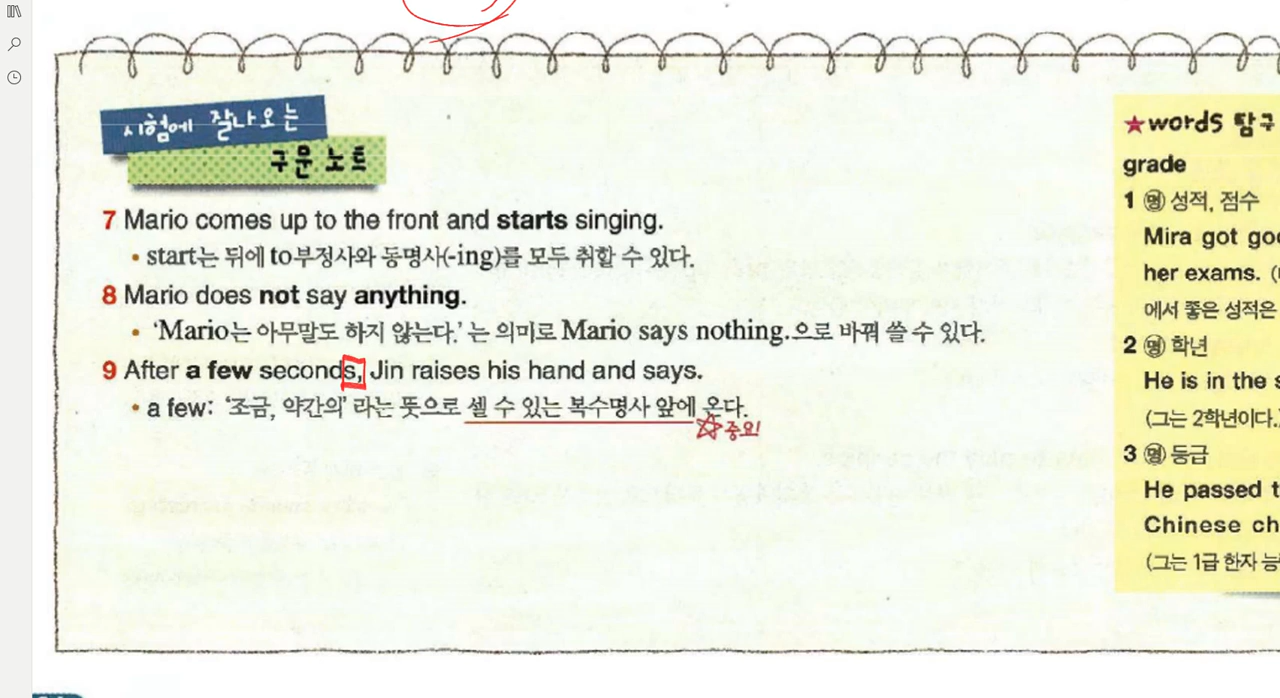 시험에 잘나오는
구문 노트
7 Mario comes up to the front and starts singing.
• start는 뒤에 to부정사와 동명사(-ing)를 모두 취할 수 있다.
8 Mario does not say anything.
• ‘Mario는 아무말도 하지 않는다.’ 는 의미로 Mario says nothing.으로 바꿔 쓸 수 있다.
9 After a few seconds, Jin raises his hand and says.
• a few: ‘조금, 약간의’ 라는 뜻으로 셀 수 있는 복수명사 앞에 온다.
☆중요!
★words 탐구
grade
1 명 성적, 점수
Mira got
her exams.
에서 좋은 성적은
2 명 학년
He is in the
(그는 2학년이다.)
3 명 등급
He passed
Chinese
(그는 1급 한자